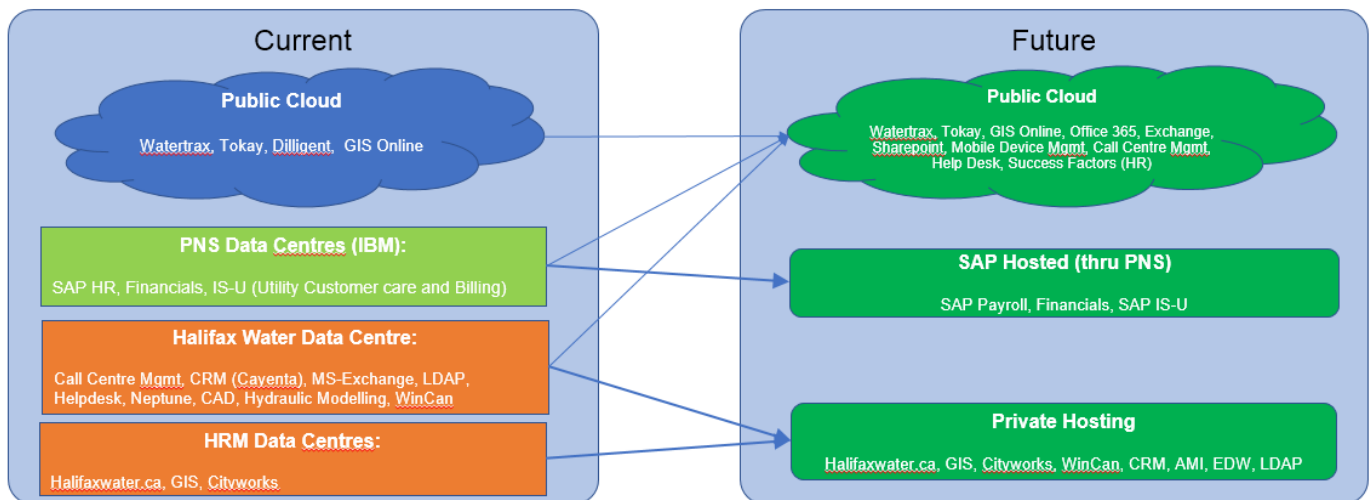 Current
Public Cloud
Watertrax, Tokay, Dilligent, GIS Online
PNS Data Centres (IBM):
SAP HR, Financials, IS-U (Utility Customer care and Billing)
Halifax Water Data Centre:
Call Centre Mgmt, CRM (Cayenta), MS-Exchange, LDAP,
Helpdesk, Neptune, CAD, Hydraulic Modelling, WinCan
HRM Data Centres:
Halifaxwater.ca, GIS, Cityworks
Future
Public Cloud
Watertrax, Tokay, GIS Online, Office 365, Exchange,
Sharepoint, Mobile Device Mgmt, Call Centre Mgmt,
Help Desk, Success Factors (HR)
SAP Hosted (thru PNS)
SAP Payroll, Financials, SAP IS-U
Private Hosting
Halifaxwater.ca, GIS, Cityworks, WinCan, CRM, AMI, EDW, LDAP